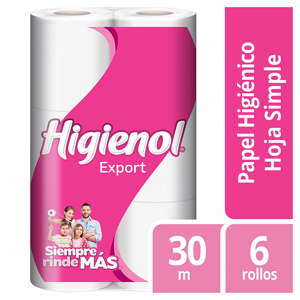 Higienol
Export
Siempre
rinde MÁS
Papel Higiénico
Hoja Simple
30
m
6
rollos